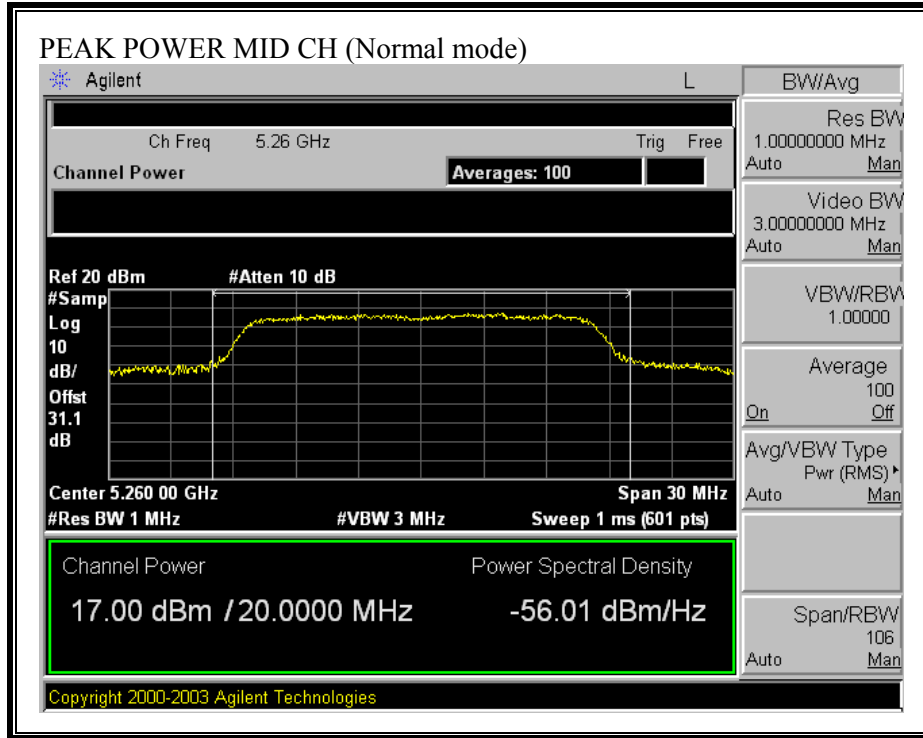 PEAK POWER MID CH (Normal mode)
Agilent L
Ch Freq 5.26 GHz Trig Free
Channel Power Averages: 100
Ref 20 dBm #Atten 10 dB
#Samp
Log
10
dB/
Offst
31.1
dB
Center 5.260 00 GHz Span 30 MHz
#Res BW 1 MHz #VBW 3 MHz Sweep 1 ms (601 pts)
Channel Power Power Spectral Density
17.00 dBm / 20.0000 MHz -56.01 dBm/Hz
Copyright 2000-2003 Agilent Technologies
BW/Avg
Res BW
1.00000000 MHz
Auto Man
Video BW
3.00000000 MHz
Auto Man
VBW/RBW
1.00000
Average
100
On Off
Avg/VBW Type
Pwr (RMS)
Auto Man
Span/RBW
106
Auto Man